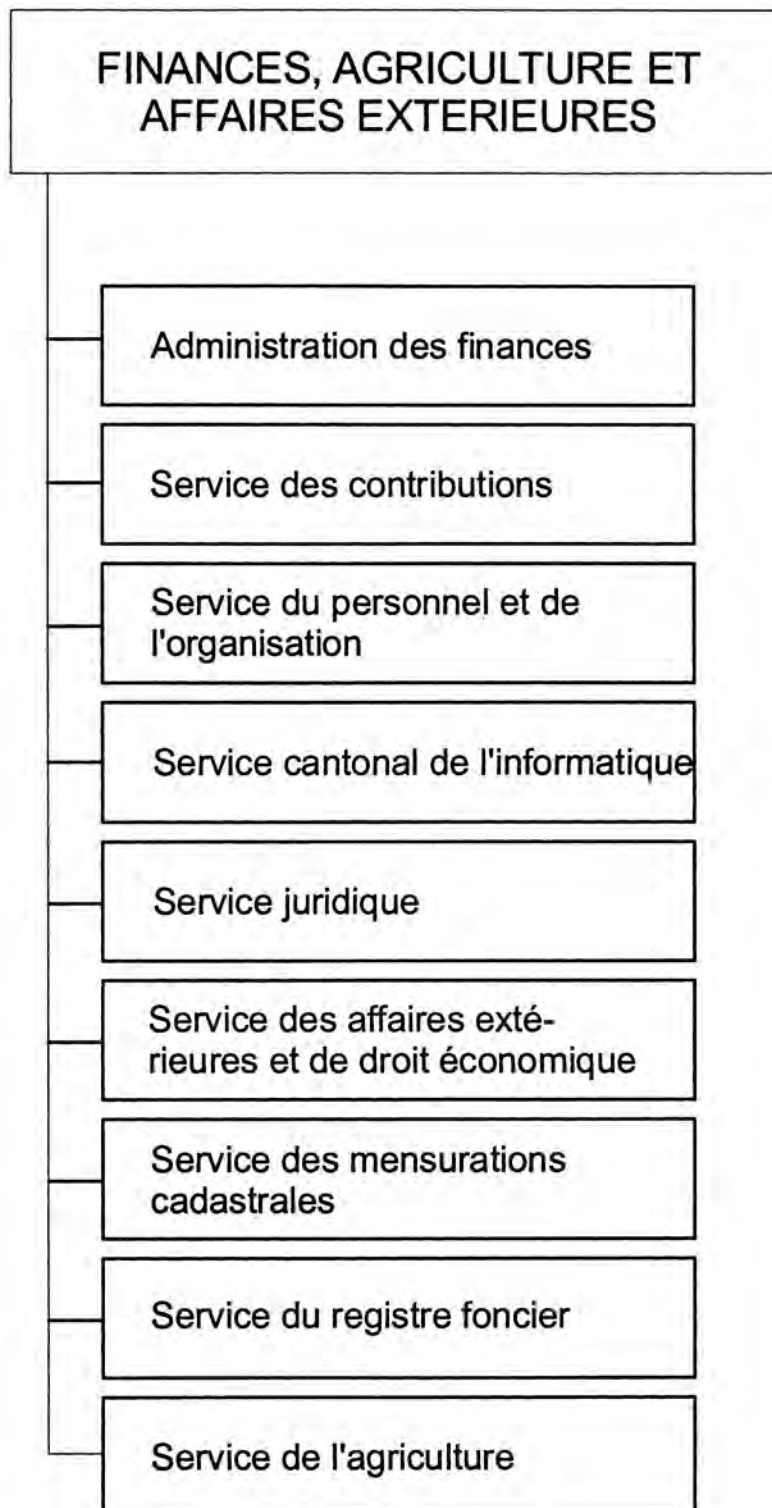 FINANCES, AGRICULTURE ET
AFFAIRES EXTERIEURES
Administration des finances
Service des contributions
Service du personnel et de
l'organisation
Service cantonal de l'informatique
Service juridique
Service des affaires exté-
rieures et de droit économique
Service des mensurations
cadastrales
Service du registre foncier
Service de l'agriculture